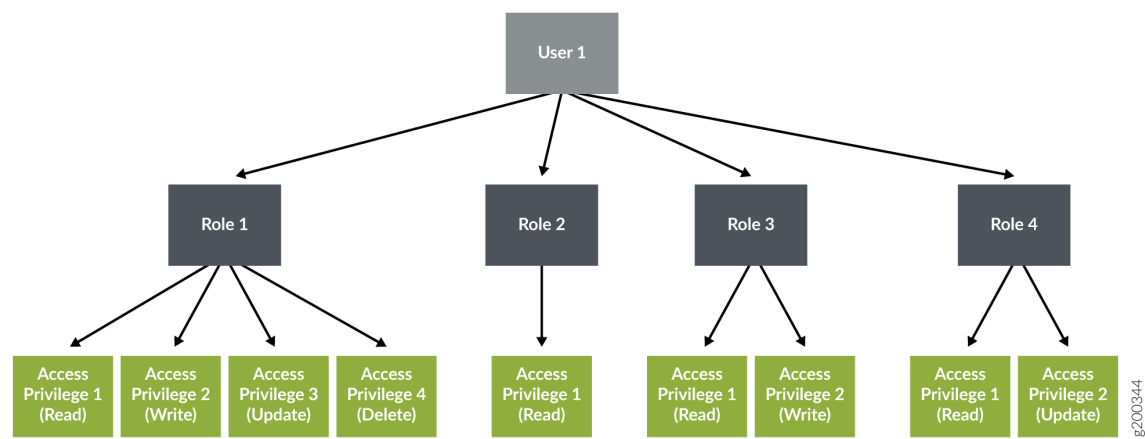 User 1
Role 1
Role 2
Role 3
Role 4
Access
Privilege 1
(Read)
Access
Privilege 2
(Write)
Access
Privilege 3
(Update)
Access
Privilege 4
(Delete)
Access
Privilege 1
(Read)
Access
Privilege 1
(Read)
Access
Privilege 2
(Write)
Access
Privilege 1
(Read)
Access
Privilege 2
(Update)
g200344